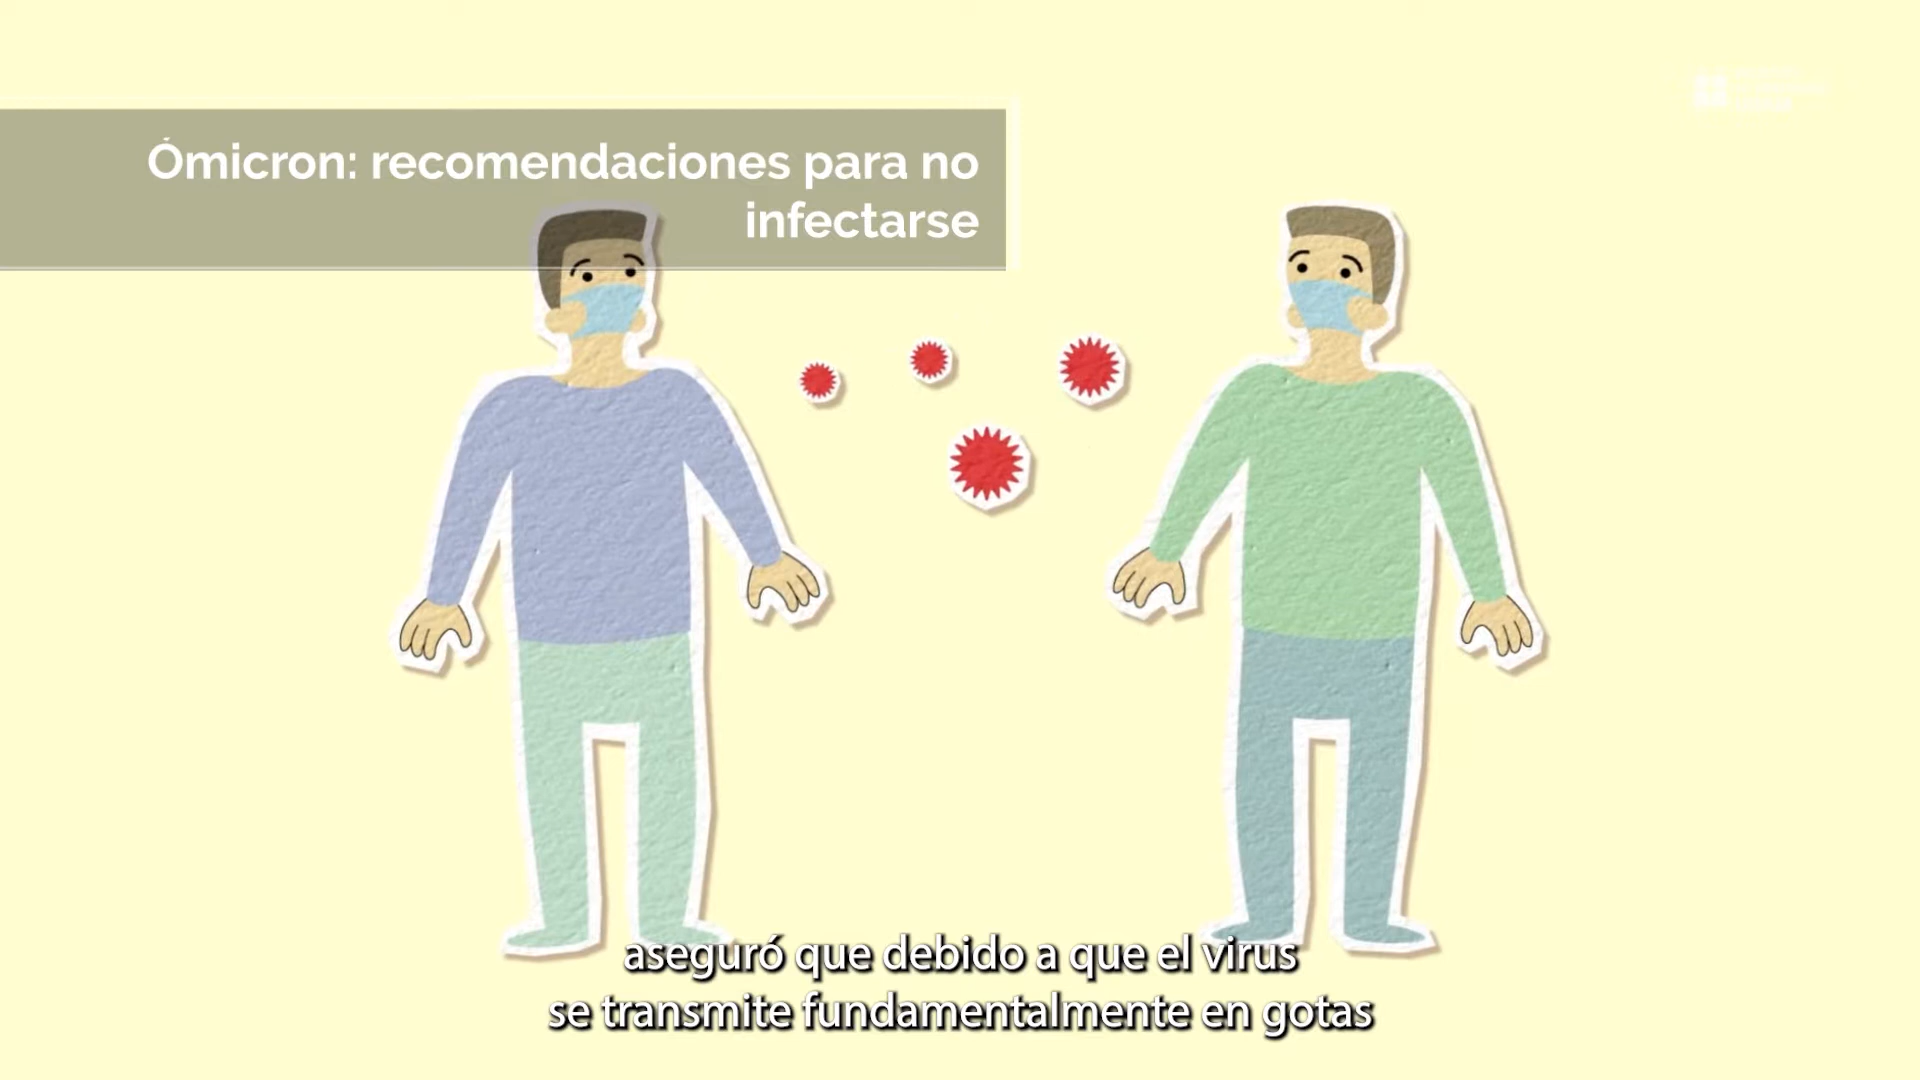 Ómicron: recomendaciones para no
infectarse
aseguró que debido a que el virus
se transmite fundamentalmente en gotas